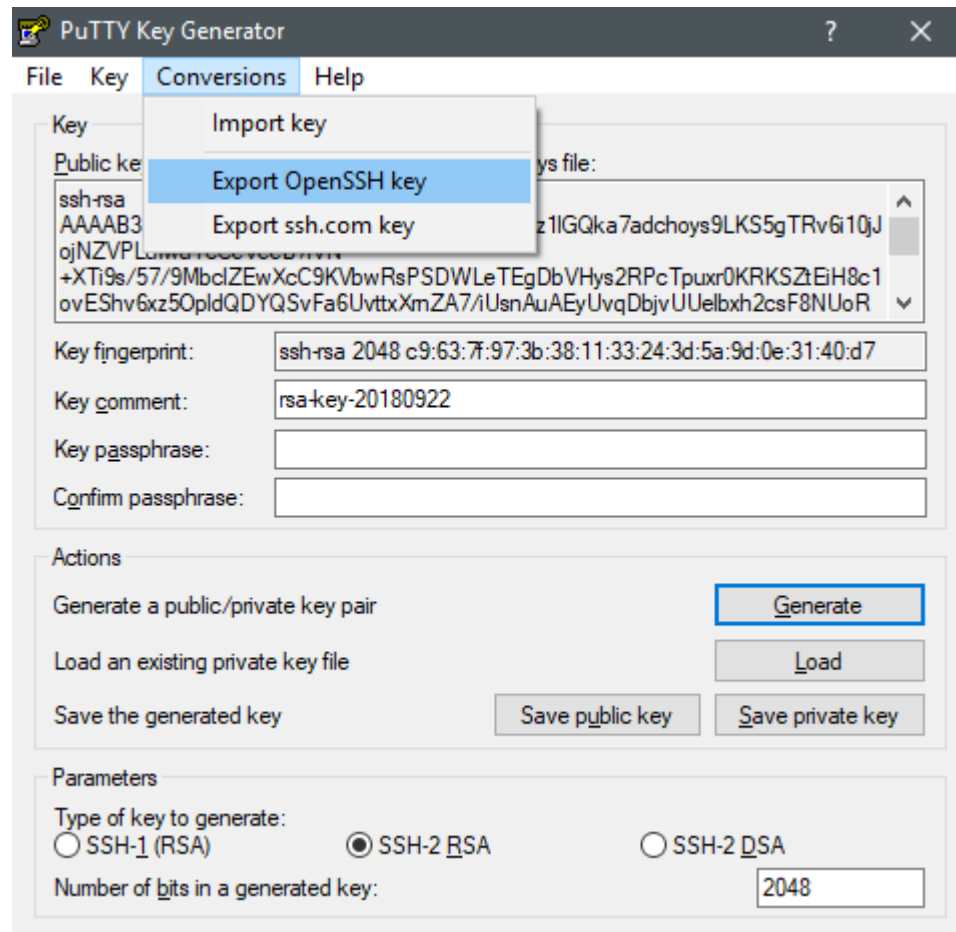 PuTTY Key Generator
? ×
File Key Conversions Help
Import key
Export OpenSSH key
Export ssh.com key
Key
Public ke ys file:
ssh-rsa
AAAAB3 z1lGQka7adchoys9LKS5gTRv6i10jJ
ojNZVPL
+XTi9s/57/9MbclZEwXcC9KVbwRsPSDWLeTEgDbVHys2RPcTpuxr0KRKSZtEiH8c1
ovEShv6xz5OpldQDYQSvFa6UvttxXmZA7/iUsnAuAEyUvqDbjvUUelbxh2csF8NUoR
Key fingerprint: ssh-rsa 2048 c9:63:7f:97:3b:38:11:33:24:3d:5a:9d:0e:31:40:d7
Key comment: rsa-key-20180922
Key passphrase:
Confirm passphrase:
Actions
Generate a public/private key pair Generate
Load an existing private key file Load
Save the generated key Save public key Save private key
Parameters
Type of key to generate:
SSH-1 (RSA) SSH-2 RSA SSH-2 DSA
Number of bits in a generated key: 2048